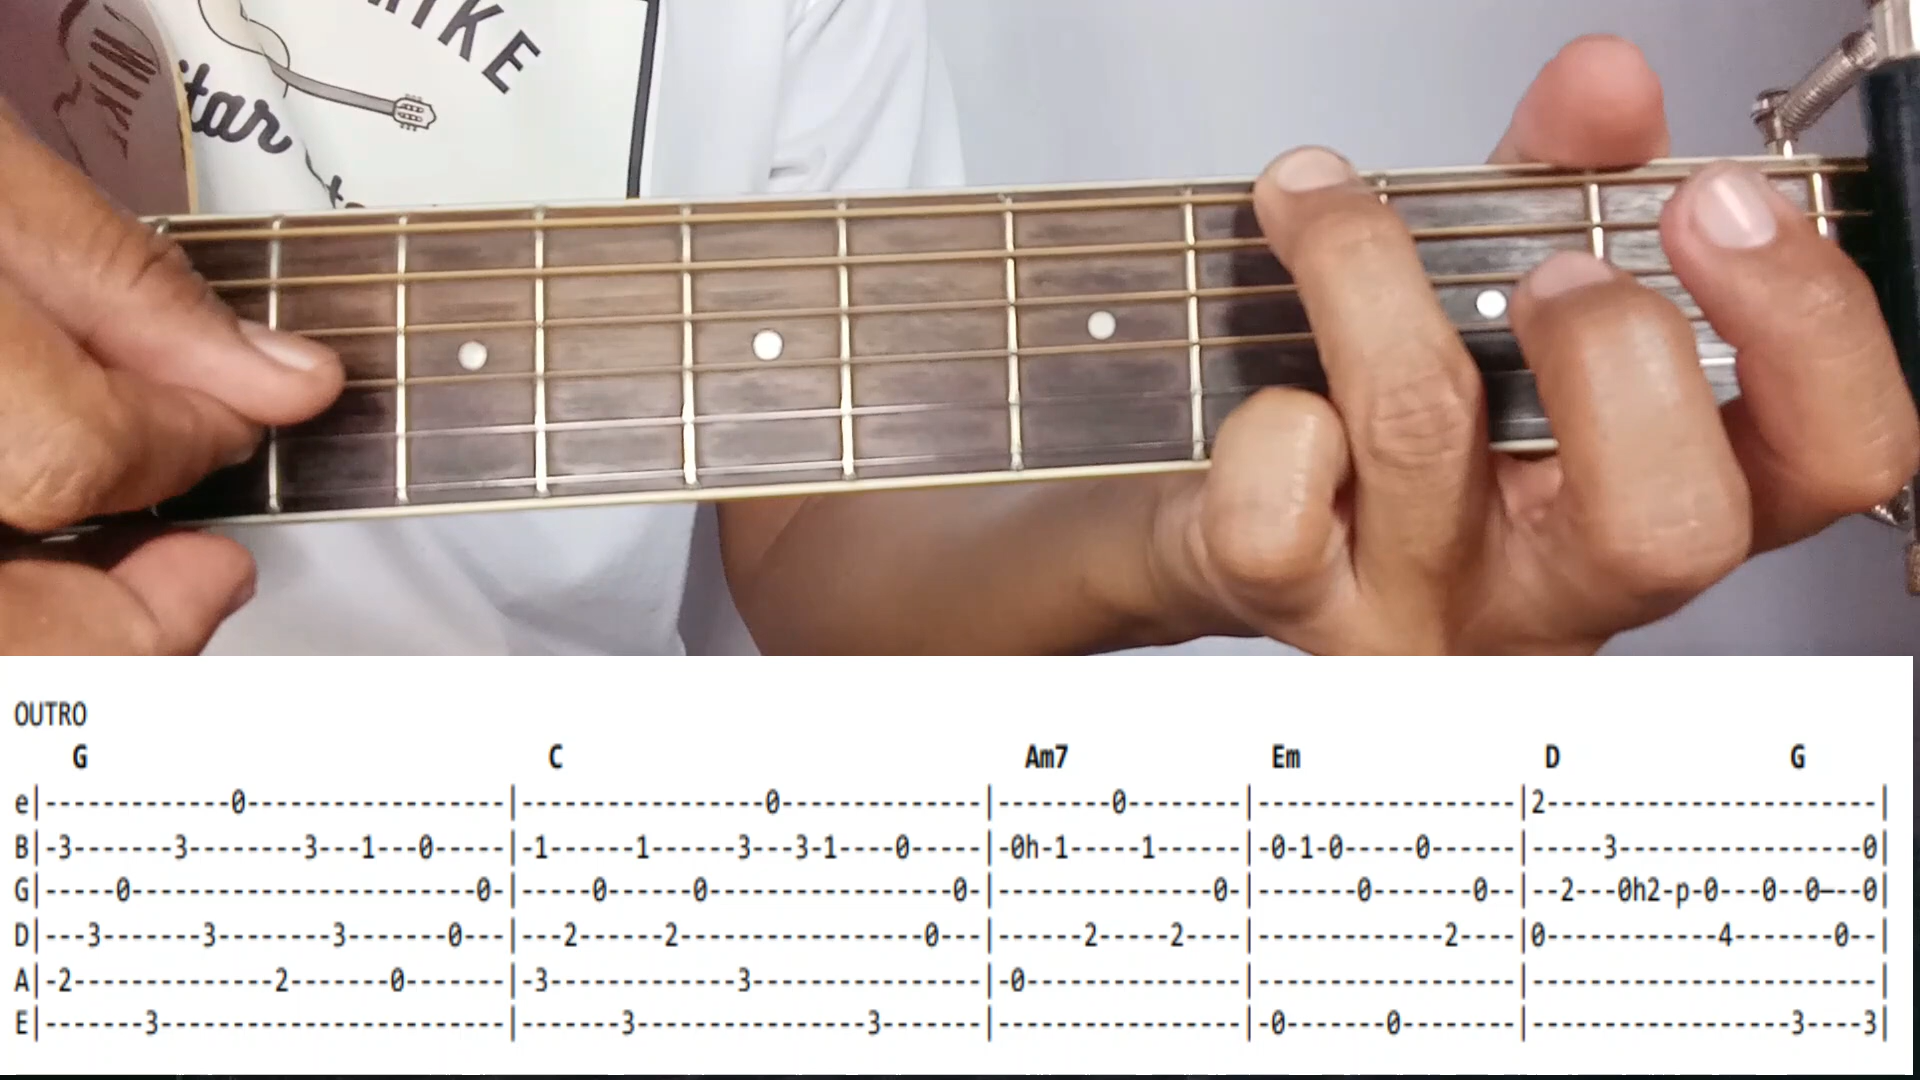 MIKE
itar
MIK
OUTRO
G C Am7 Em D G
e|-------------0------------------|-----------------0--------------|--------0--------|------------------|2-----------------------|
B|-3-------3--------3---1---0-----|-1------1------3---3-1----0-----|-0h-1-----1------|-0-1-0-----0------|-----3-----------------0|
G|-----0------------------------0-|-----0------0-----------------0-|---------------0-|-------0-------0--|--2---0h2-p-0---0--0---0|
D|---3-------3--------3-------0---|---2------2-----------------0---|------2-----2----|-------------2----|0------------4-------0--|
A|-2--------------2-------0-------|-3-------------3----------------|-0---------------|------------------|------------------------|
E|-------3------------------------|-------3----------------3-------|-----------------|-0-------0--------|------------------3----3|